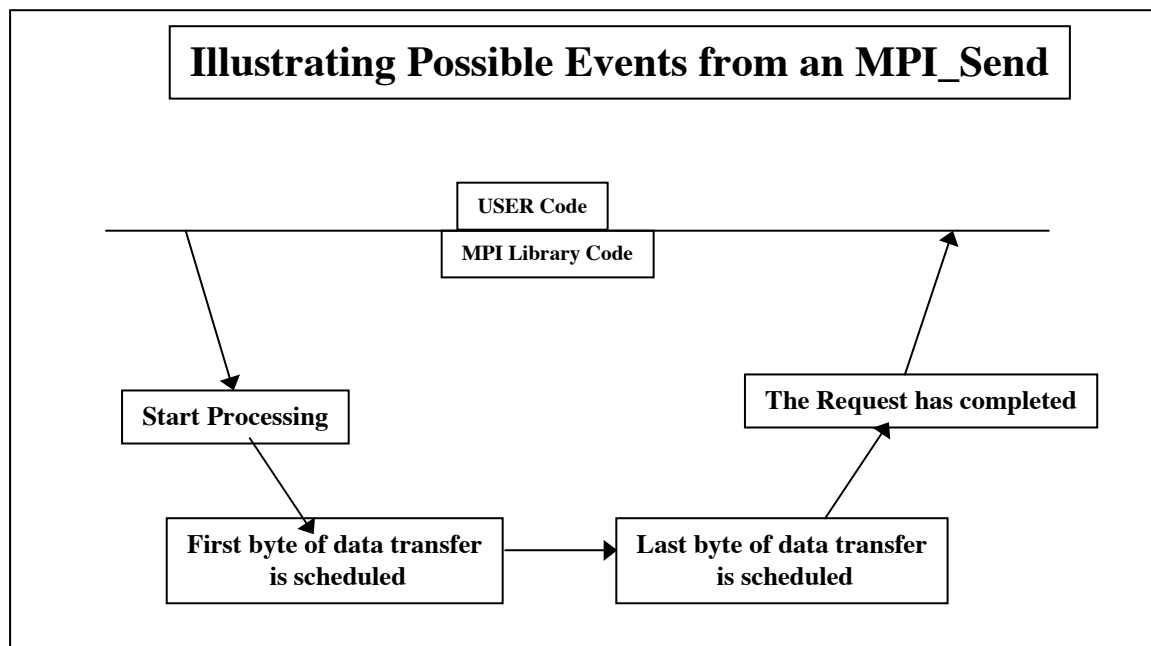 Illustrating Possible Events from an MPI_Send
USER Code
MPI Library Code
Start Processing
The Request has completed
First byte of data transfer
is scheduled
Last byte of data transfer
is scheduled